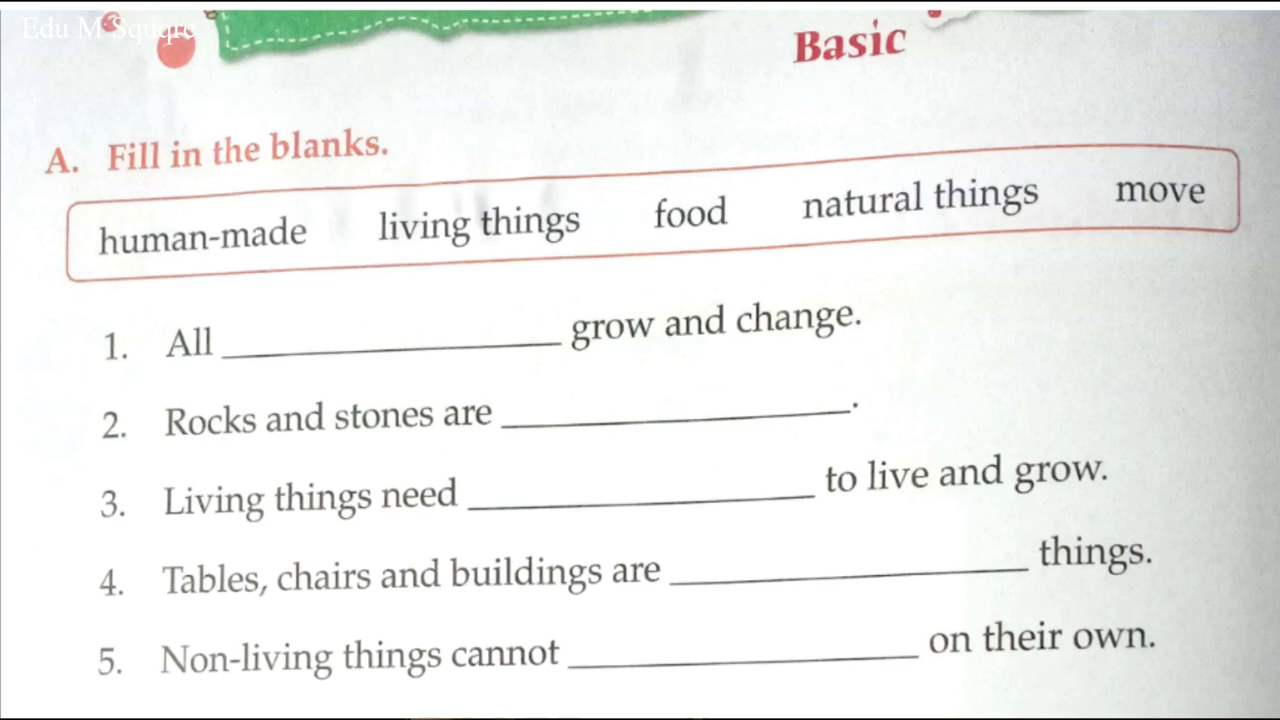 Edu M Squqre
Basic
A. Fill in the blanks.
human-made living things food natural things move
1. All ____________ grow and change.
2. Rocks and stones are ____________.
3. Living things need ____________ to live and grow.
4. Tables, chairs and buildings are ____________ things.
5. Non-living things cannot ____________ on their own.